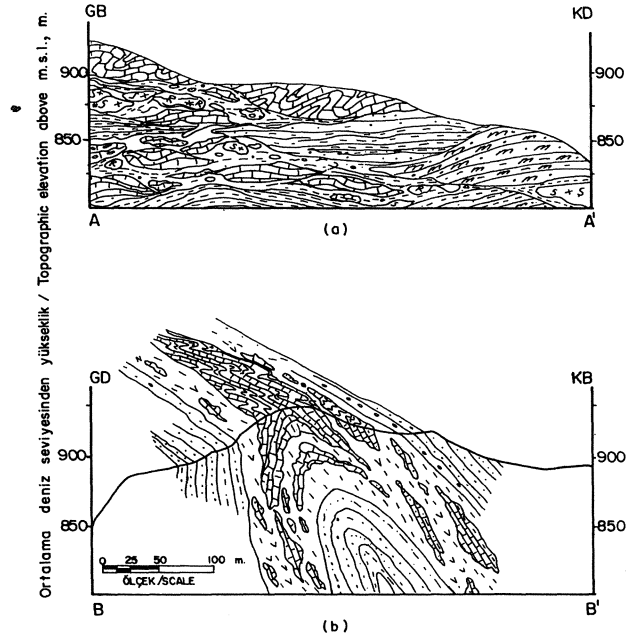 Ortalama deniz seviyesinden yükseklik / Topographic elevation above m.s.l., m.
GB KD
900 900
850 850
A A'
(a)
GD KB
900 900
850 850
0 25 50 100 m.
ÖLÇEK/SCALE
B B'
(b)